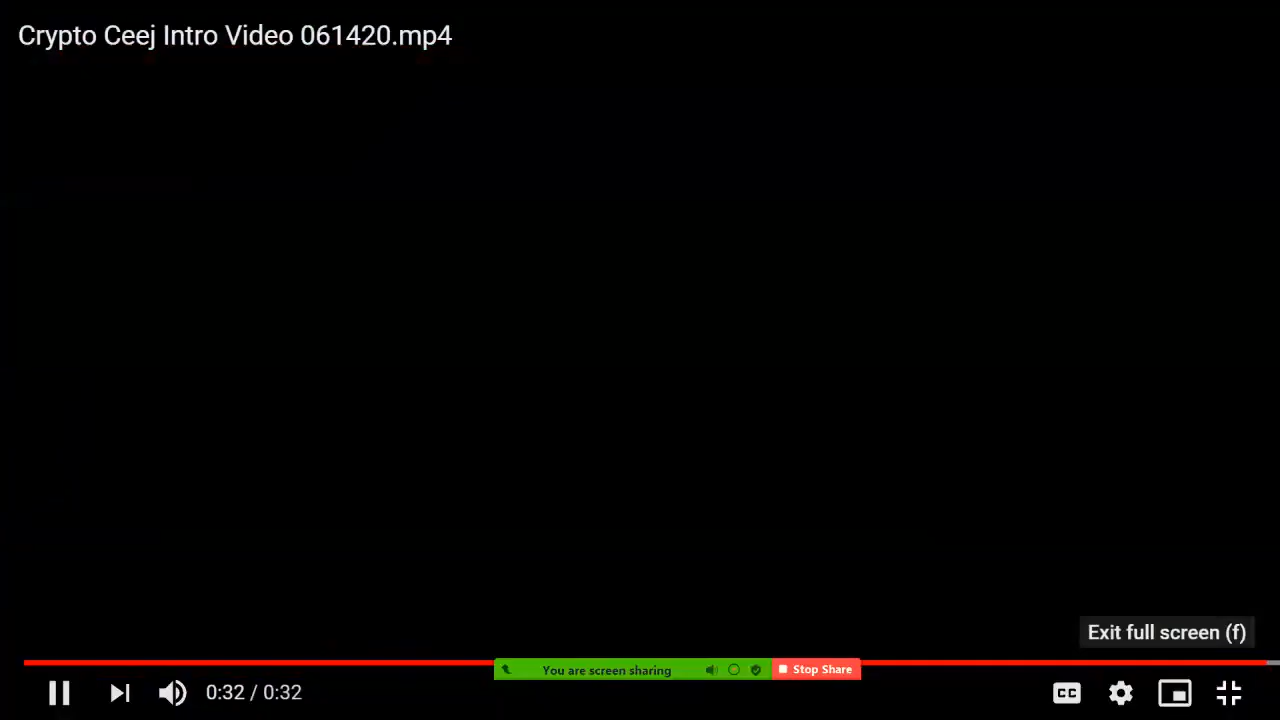 Crypto Ceej Intro Video 061420.mp4
Exit full screen (f)
You are screen sharing
Stop Share
0:32 / 0:32
CC